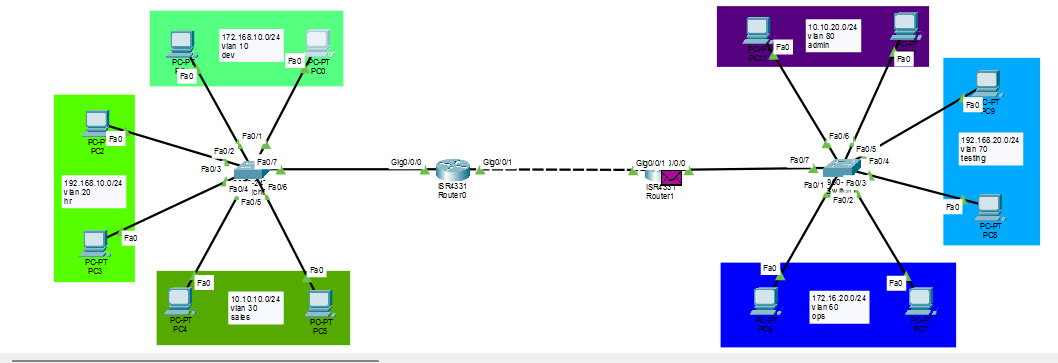 172.168.10.0/24
vlan 10
dev
PC-PT
PC0
Fa0
Fa0
Fa0/1
Fa0/2
Fa0/3
Fa0/4
Fa0/5
Fa0/6
Fa0/7
PC2
Fa0
192.168.10.0/24
vlan 20
hr
Fa0
PC-PT
PC3
Fa0
PC-PT
PC4
10.10.10.0/24
vlan 30
sales
Fa0
PC-PT
PC5
Gig0/0/0
Gig0/0/1
ISR4331
Router0
Gig0/0/1
ISR4331
Router1
10.10.20.0/24
vlan 80
admin
PC-PT
Fa0
Fa0
Fa0
192.168.20.0/24
vlan 70
testing
Fa0
PC-PT
PC8
Fa0/7
Fa0/6
Fa0/5
Fa0/4
Fa0/1
Fa0/3
Fa0/2
Fa0
172.16.20.0/24
vlan 60
ops
Fa0